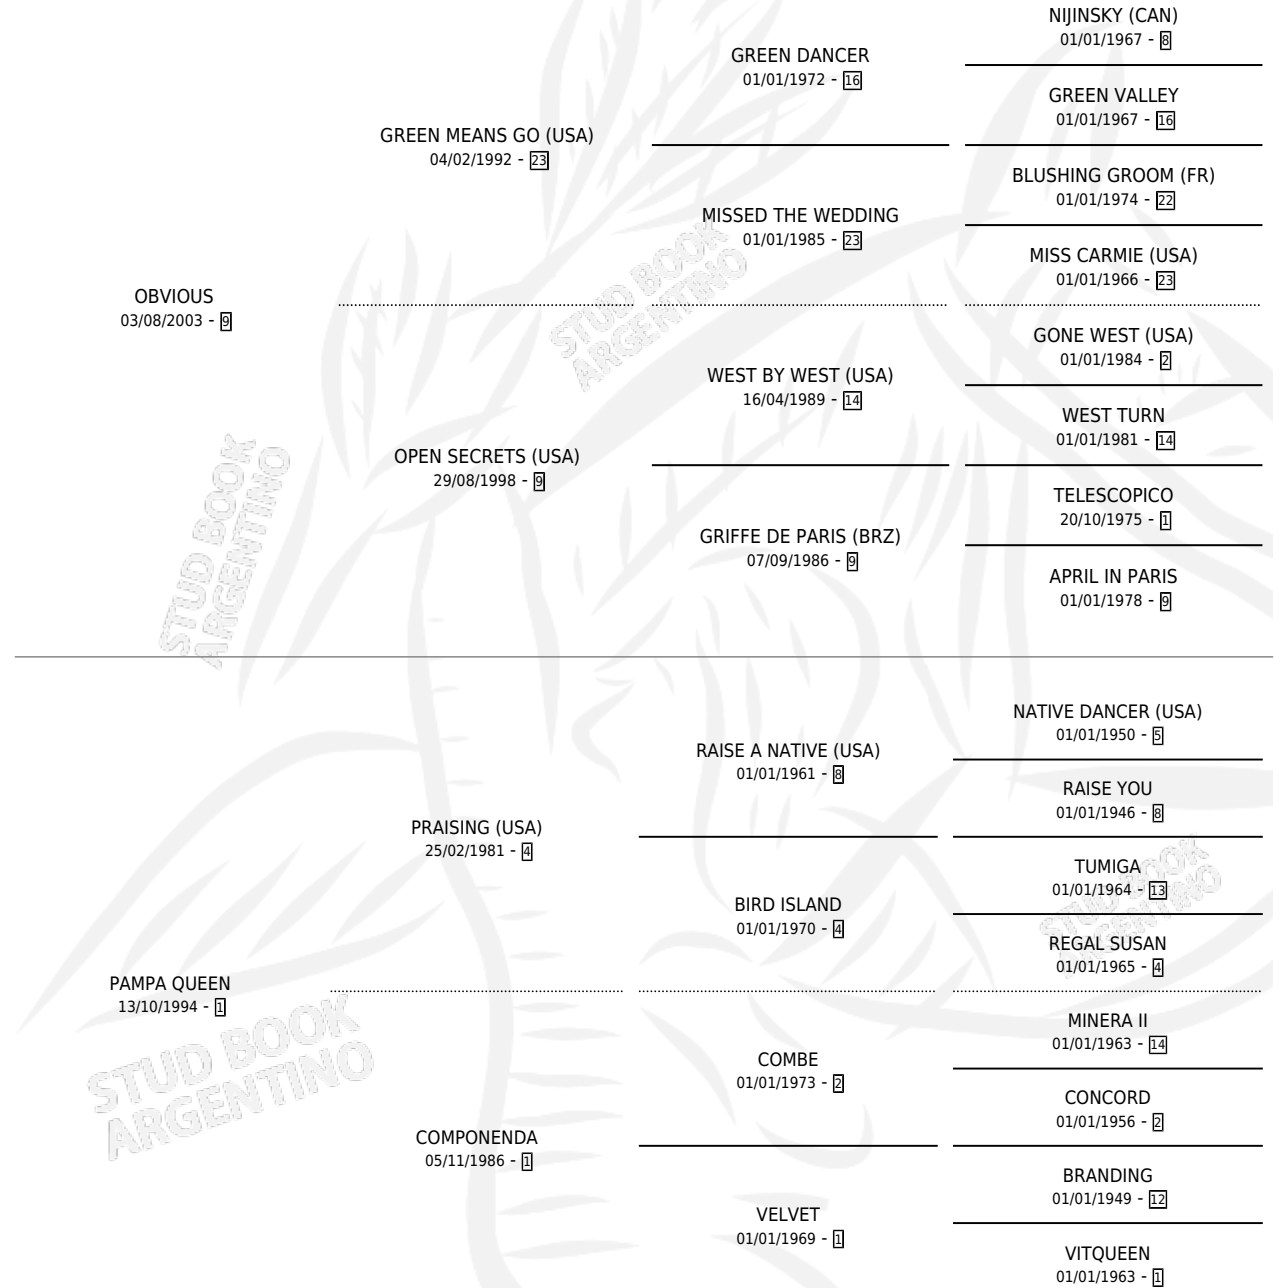 NIJINSKY (CAN)
01/01/1967 - 8
GREEN DANCER
01/01/1972 - 16
GREEN VALLEY
01/01/1967 - 16
GREEN MEANS GO (USA)
04/02/1992 - 23
BLUSHING GROOM (FR)
01/01/1974 - 22
MISSED THE WEDDING
01/01/1985 - 23
MISS CARMIE (USA)
01/01/1966 - 23
OBVIOUS
03/08/2003 - 9
GONE WEST (USA)
01/01/1984 - 2
WEST BY WEST (USA)
16/04/1989 - 14
WEST TURN
01/01/1981 - 14
OPEN SECRETS (USA)
29/08/1998 - 9
TELESCOPICO
20/10/1975 - 1
GRIFFE DE PARIS (BRZ)
07/09/1986 - 9
APRIL IN PARIS
01/01/1978 - 9
NATIVE DANCER (USA)
01/01/1950 - 5
RAISE A NATIVE (USA)
01/01/1961 - 8
RAISE YOU
01/01/1946 - 8
PRAISING (USA)
25/02/1981 - 4
TUMIGA
01/01/1964 - 13
BIRD ISLAND
01/01/1970 - 4
REGAL SUSAN
01/01/1965 - 4
PAMPA QUEEN
13/10/1994 - 1
MINERA II
01/01/1963 - 14
COMBE
01/01/1973 - 2
CONCORD
01/01/1956 - 2
COMPONENDA
05/11/1986 - 1
BRANDING
01/01/1949 - 12
VELVET
01/01/1969 - 1
VITQUEEN
01/01/1963 - 1
STUD BOOK
ARGENTINO
STUD BOOK
ARGENTINO
STUD BOOK
ARGENTINO
STUD BOOK
ARGENTINO